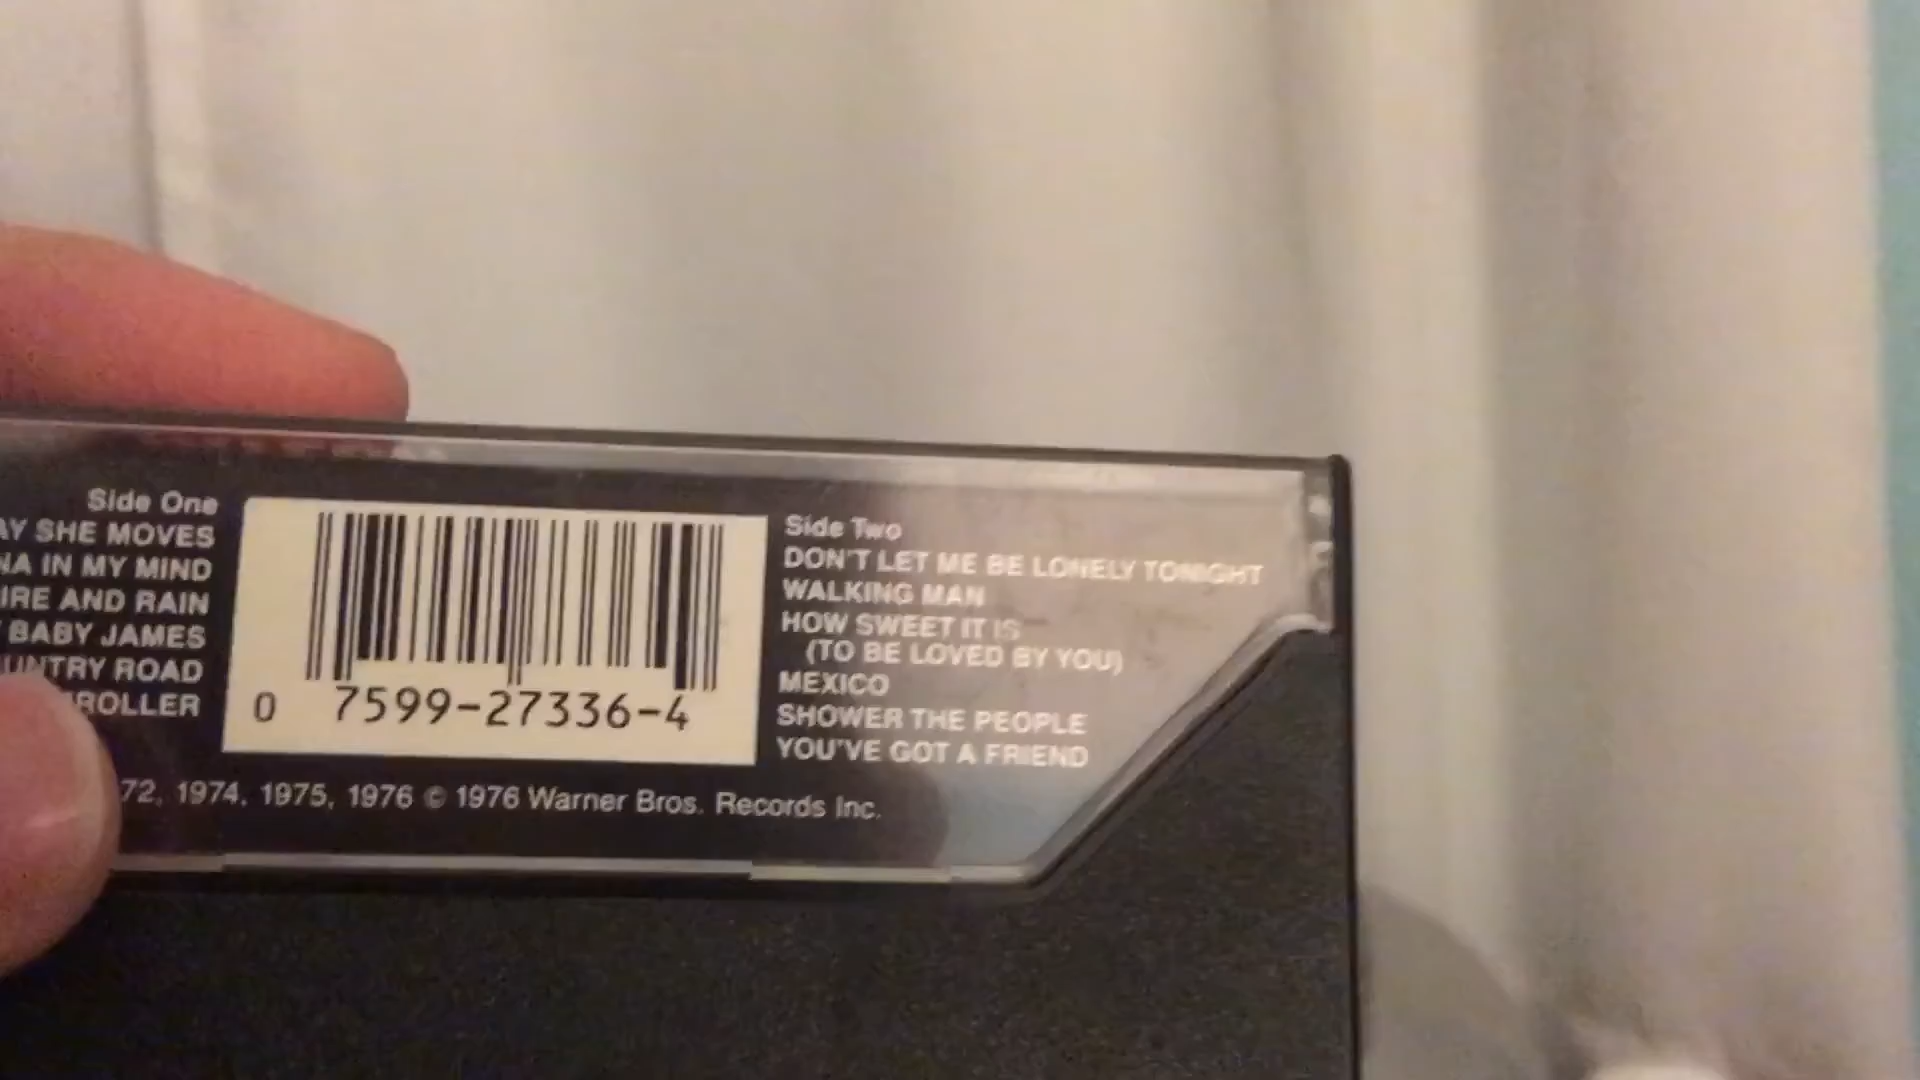 Side One
AY SHE MOVES
NA IN MY MIND
IRE AND RAIN
BABY JAMES
UNTRY ROAD
ROLLER
0 7599-27336-4
Side Two
DON'T LET ME BE LONELY TONIGHT
WALKING MAN
HOW SWEET IT IS
(TO BE LOVED BY YOU)
MEXICO
SHOWER THE PEOPLE
YOU'VE GOT A FRIEND
72, 1974, 1975, 1976 © 1976 Warner Bros. Records Inc.